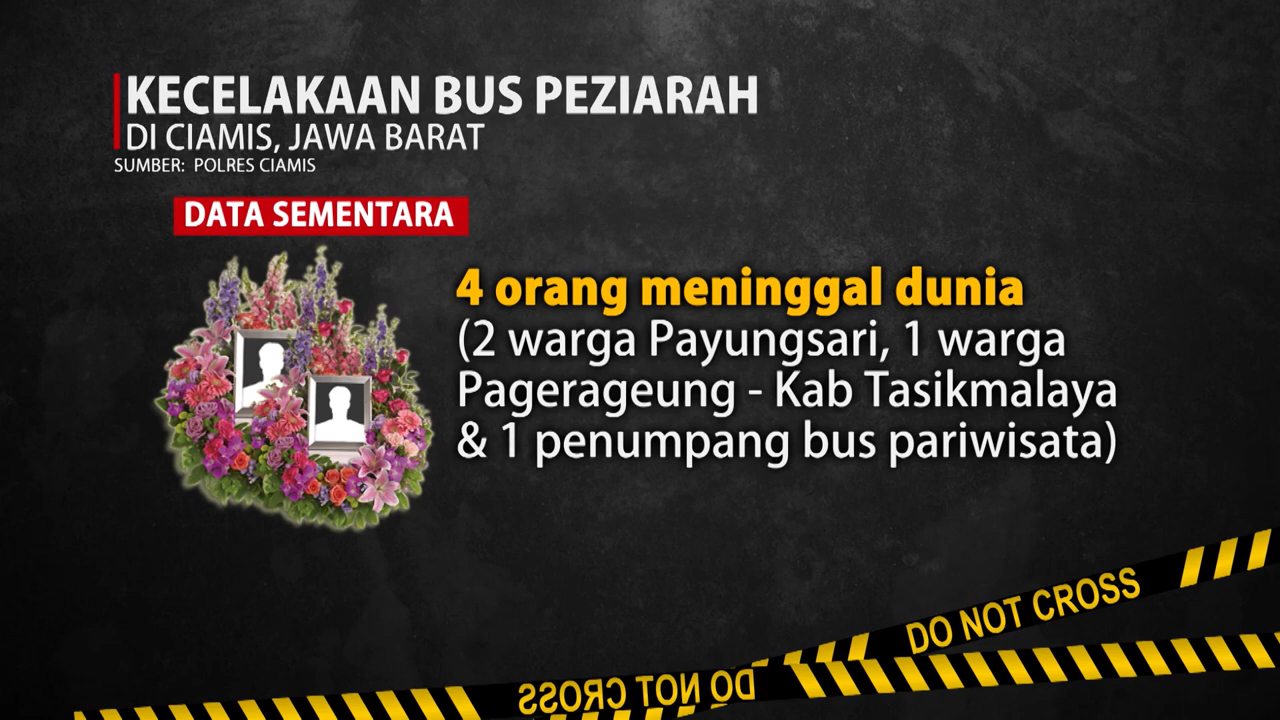 KECELAKAAN BUS PEZIARAH
DI CIAMIS, JAWA BARAT
SUMBER: POLRES CIAMIS
DATA SEMENTARA
4 orang meninggal dunia
(2 warga Payungsari, 1 warga
Pagerageung - Kab Tasikmalaya
& 1 penumpang bus pariwisata)
DO NOT CROSS
DO NOT CROSS